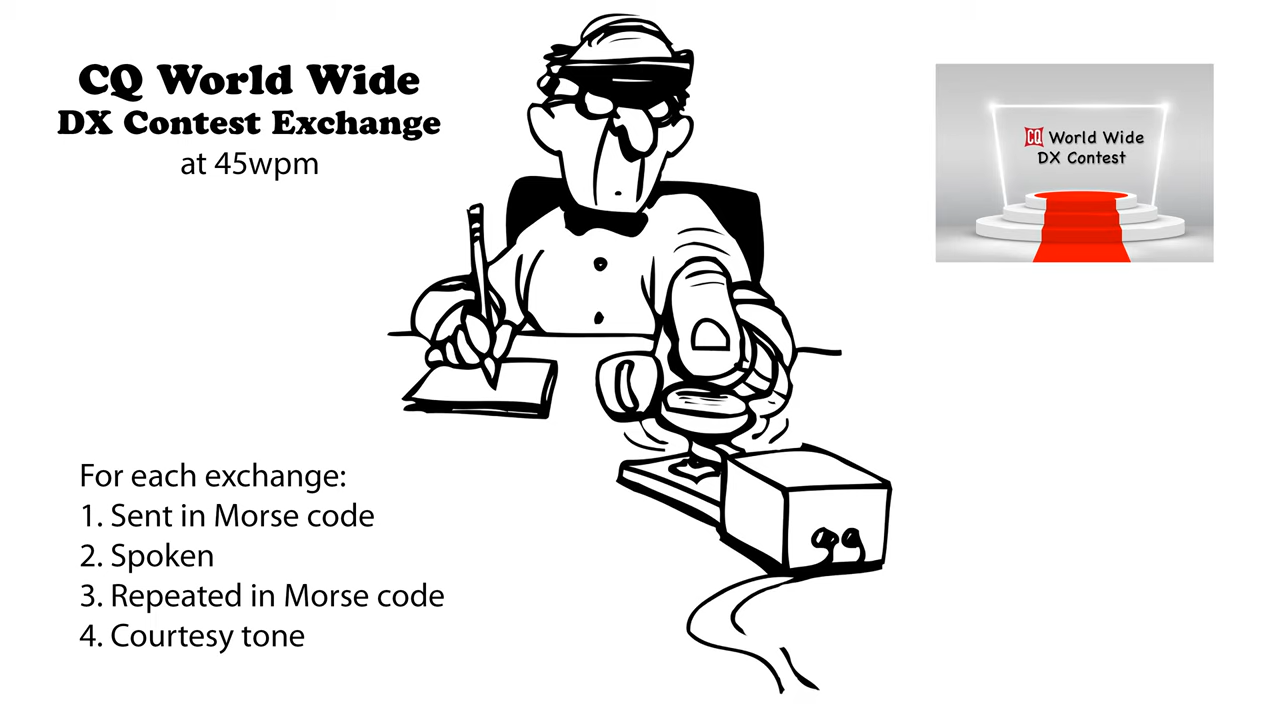 CQ World Wide
DX Contest Exchange
at 45wpm
CQ World Wide
DX Contest
For each exchange:
1. Sent in Morse code
2. Spoken
3. Repeated in Morse code
4. Courtesy tone